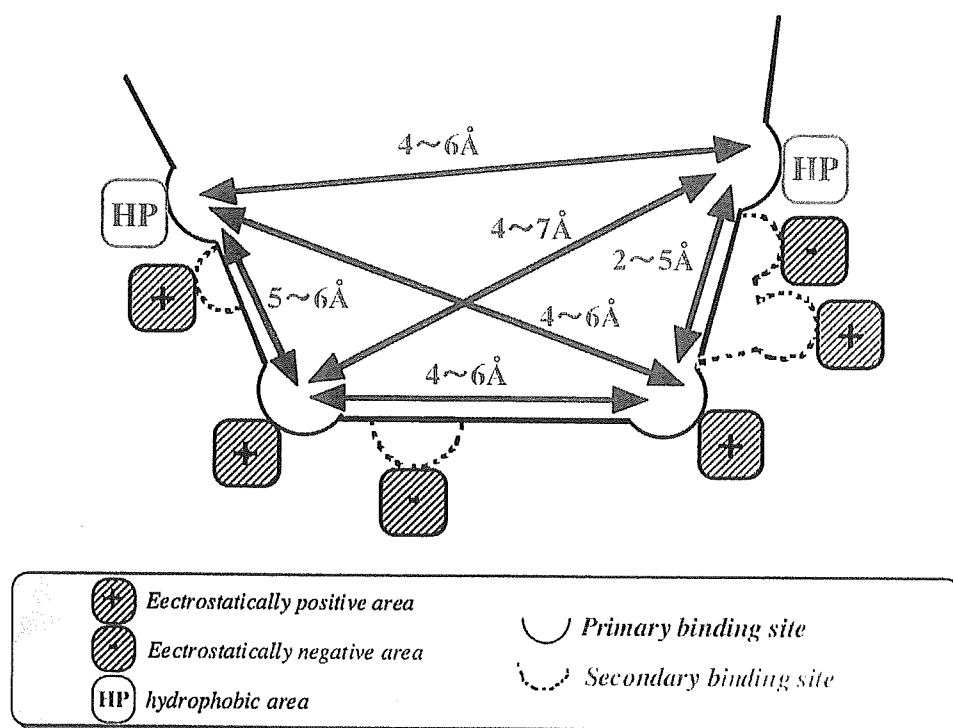 4~6Å
HP
HP
4~7Å
-
2~5Å
+
5~6Å
4~6Å
+
4~6Å
+
+
-
+ Eectrostatically positive area
Primary binding site
- Eectrostatically negative area
Secondary binding site
HP hydrophobic area